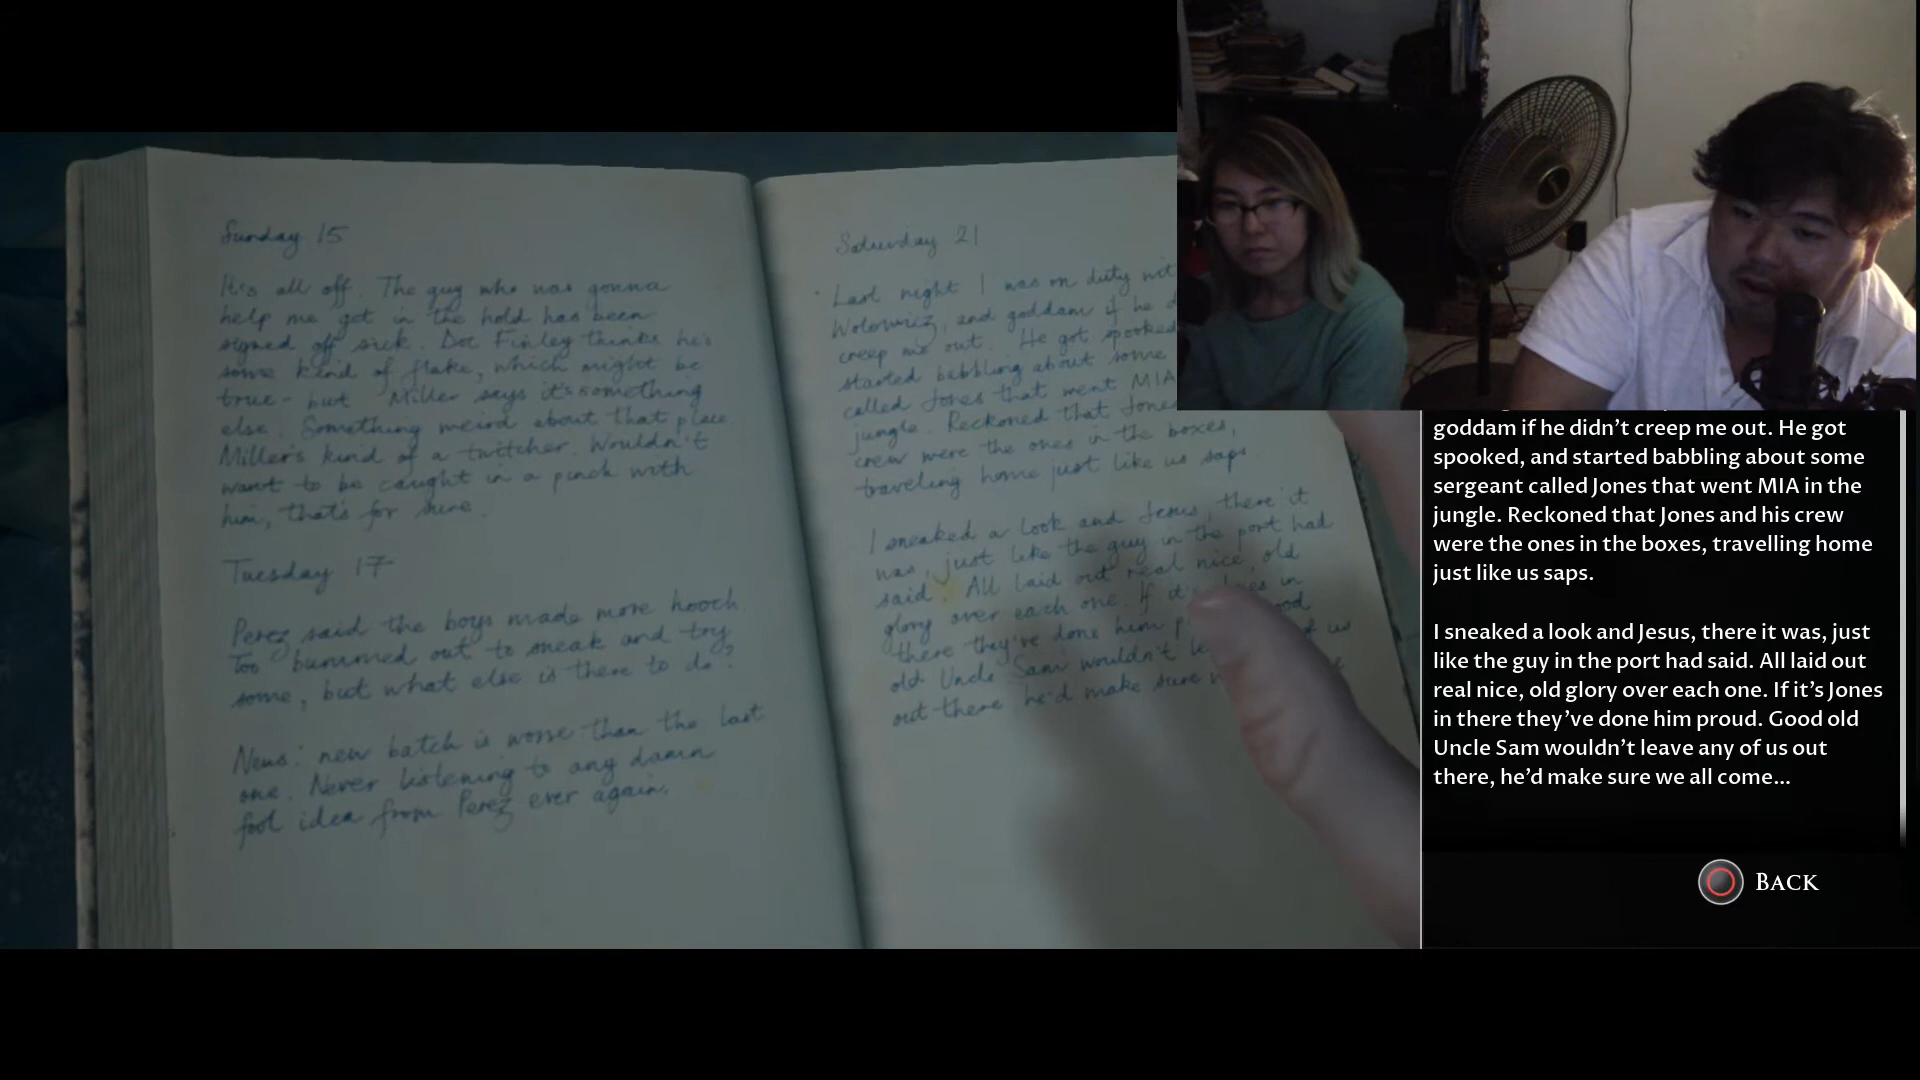 Sunday 15
It's all off. The guy who was gonna
help me get in the hold has been
signed off sick. Doc Finley thinks he's
some kind of flake, which might be
true - but Miller says it's something
else. Something weird about that place.
Miller's kind of a twitcher. Wouldn't
want to be caught in a pinch with
him, that's for sure.
Tuesday 17
Perez said the boys made more hooch.
Too bummed out to sneak and try
some, but what else is there to do?
News: new batch is worse than the last
one. Never listening to any damn
fool idea from Perez ever again.
Saturday 21
Last night I was on duty wit
Wolowicz, and goddam if he d
creep me out. He got spooked
started babbling about some
called Jones that went MIA
jungle. Reckoned that Jones
crew were the ones in the boxes,
traveling home just like us saps.
I sneaked a look and Jesus, there it
was, just like the guy in the port had
said. All laid out real nice, old
glory over each one. If it's in
there they've done him p ood
old Uncle Sam wouldn't le of us
out there he'd make sure
goddam if he didn't creep me out. He got
spooked, and started babbling about some
sergeant called Jones that went MIA in the
jungle. Reckoned that Jones and his crew
were the ones in the boxes, travelling home
just like us saps.
I sneaked a look and Jesus, there it was, just
like the guy in the port had said. All laid out
real nice, old glory over each one. If it's Jones
in there they've done him proud. Good old
Uncle Sam wouldn't leave any of us out
there, he'd make sure we all come...
BACK